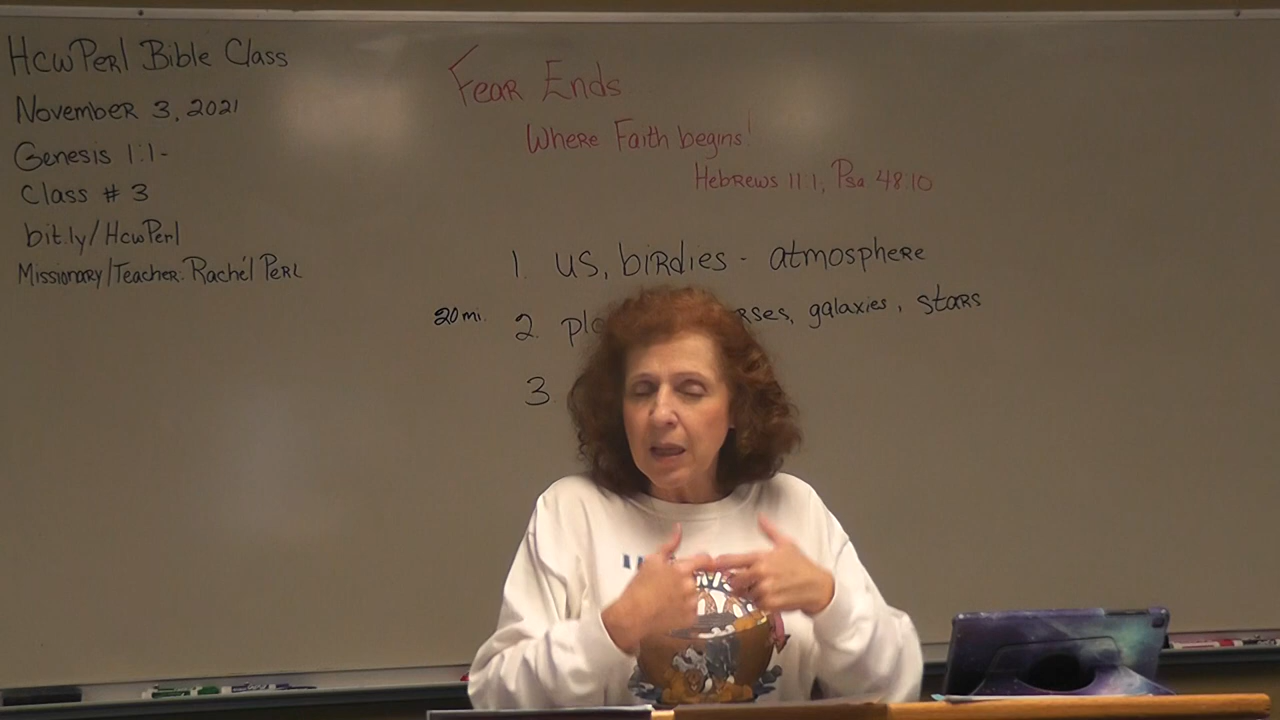 HcwPerl Bible Class
November 3, 2021
Genesis 1:1-
Class # 3
bit.ly/HcwPerl
Missionary/Teacher: Rachel Perl
Fear Ends
Where Faith begins!
Hebrews 11:1, Psa 48:10
1. us, birdies - atmosphere
20 mi. 2. galaxies, stars
3